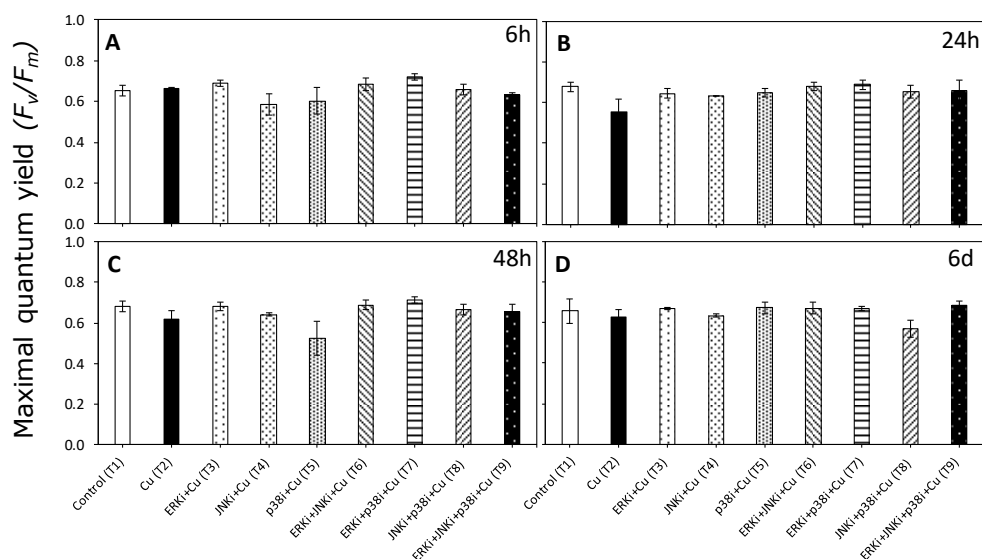 Maximal quantum yield (Fv/Fm)
A
6h
1.0
0.8
0.6
0.4
0.2
0.0
B
24h
C
48h
1.0
0.8
0.6
0.4
0.2
0.0
D
6d
Control (T1)
Cu (T2)
ERKi+Cu (T3)
JNKi+Cu (T4)
p38i+Cu (T5)
ERKi+JNKi+Cu (T6)
ERKi+p38i+Cu (T7)
JNKi+p38i+Cu (T8)
ERKi+JNKi+p38i+Cu (T9)
Control (T1)
Cu (T2)
ERKi+Cu (T3)
JNKi+Cu (T4)
p38i+Cu (T5)
ERKi+JNKi+Cu (T6)
ERKi+p38i+Cu (T7)
JNKi+p38i+Cu (T8)
ERKi+JNKi+p38i+Cu (T9)